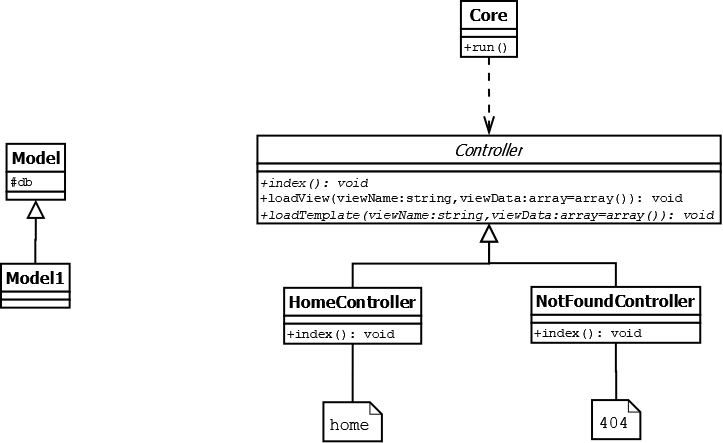 Core
+run()
Controller
+index(): void
+loadView(viewName:string,viewData:array=array()): void
+loadTemplate(viewName:string,viewData:array=array()): void
Model
#db
Model1
HomeController
+index(): void
NotFoundController
+index(): void
home
404